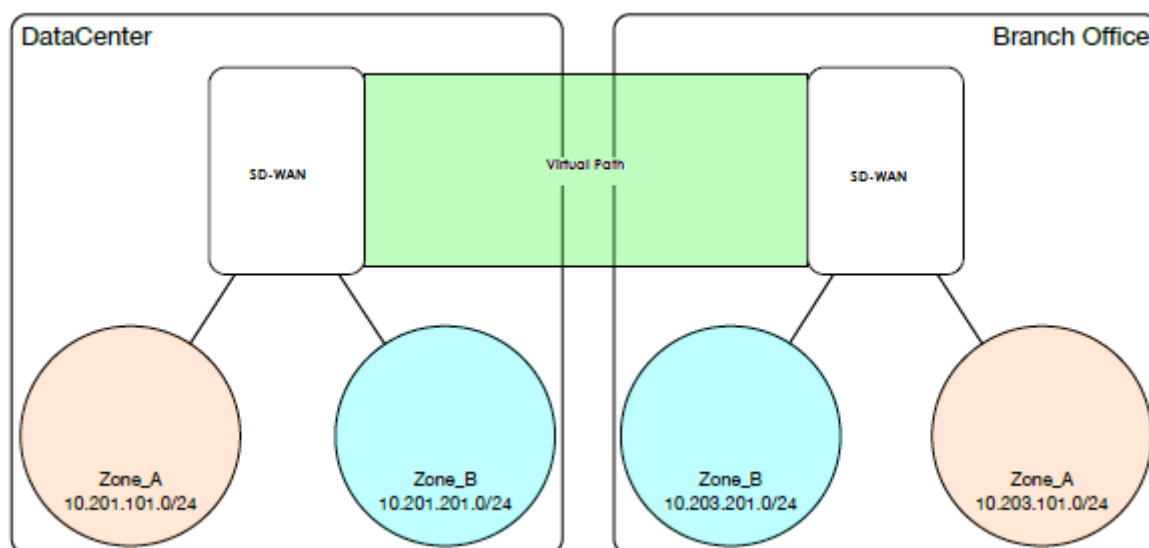 DataCenter
Branch Office
SD-WAN
Virtual Path
SD-WAN
Zone_A
10.201.101.0/24
Zone_B
10.201.201.0/24
Zone_B
10.203.201.0/24
Zone_A
10.203.101.0/24